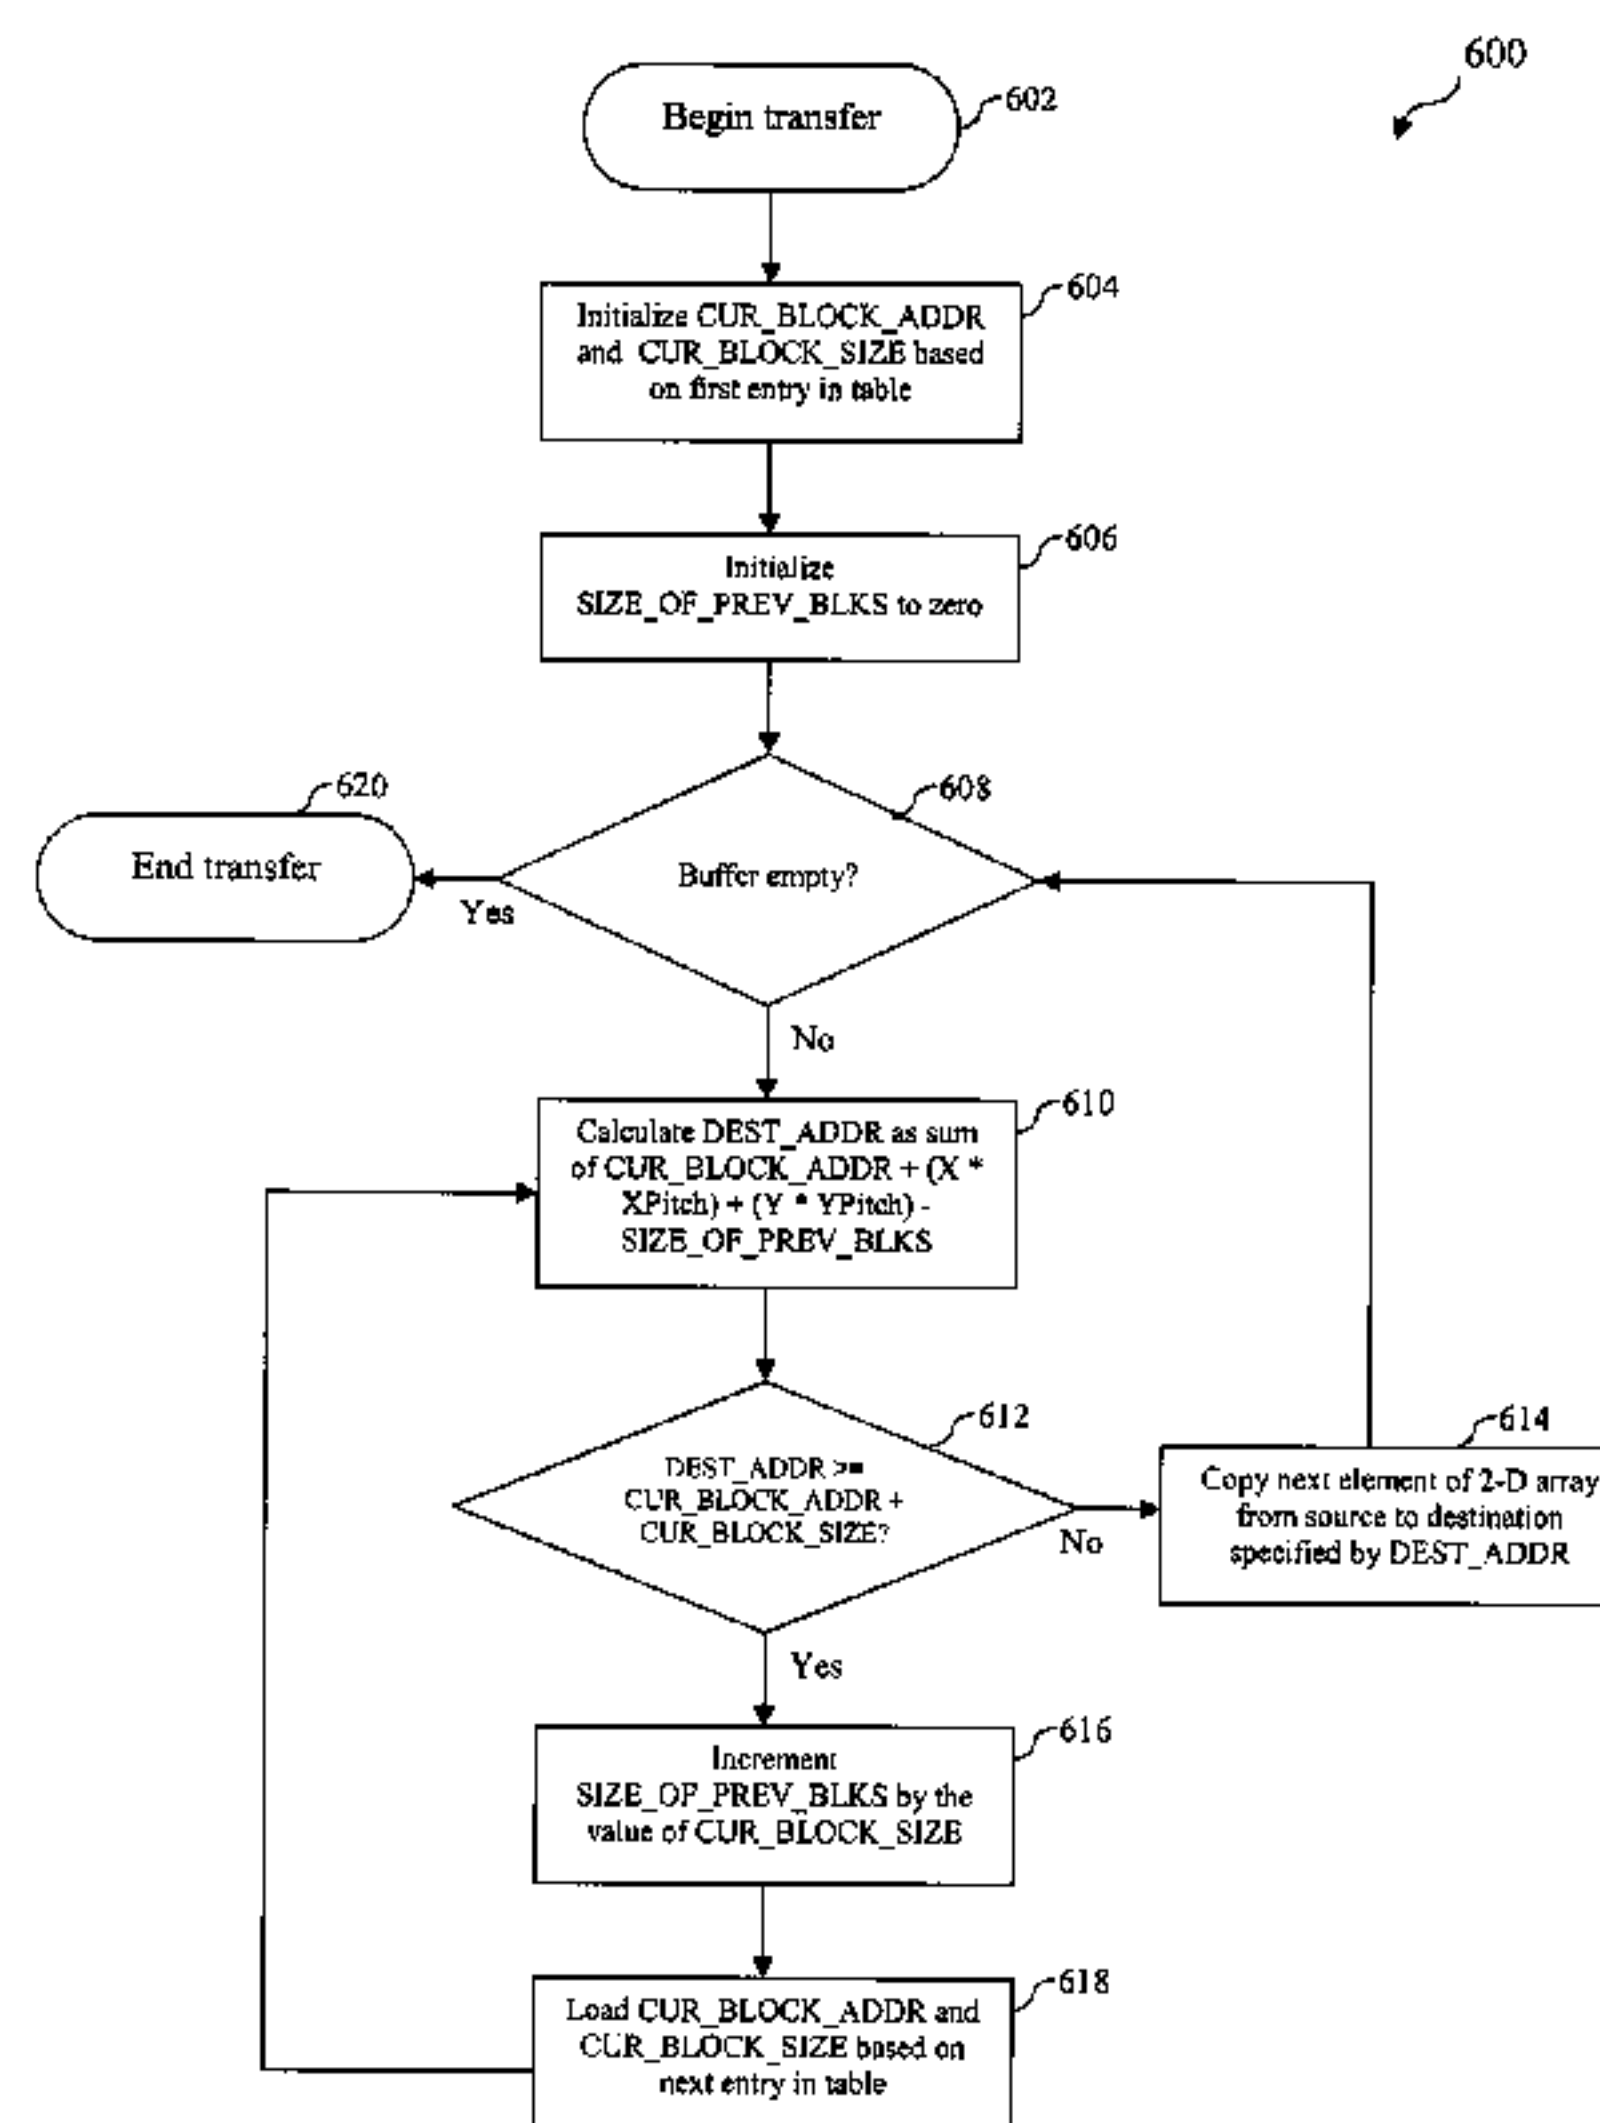 600
Begin transfer
602
604
Initialize CUR_BLOCK_ADDR
and CUR_BLOCK_SIZE based
on first entry in table
606
Initialize
SIZE_OF_PREV_BLKS to zero
620
End transfer
Yes
608
Buffer empty?
No
610
Calculate DEST_ADDR as sum
of CUR_BLOCK_ADDR + (X *
XPitch) + (Y * YPitch) -
SIZE_OF_PREV_BLKS
612
DEST_ADDR >=
CUR_BLOCK_ADDR +
CUR_BLOCK_SIZE?
No
614
Copy next element of 2-D array
from source to destination
specified by DEST_ADDR
Yes
616
Increment
SIZE_OF_PREV_BLKS by the
value of CUR_BLOCK_SIZE
618
Load CUR_BLOCK_ADDR and
CUR_BLOCK_SIZE based on
next entry in table